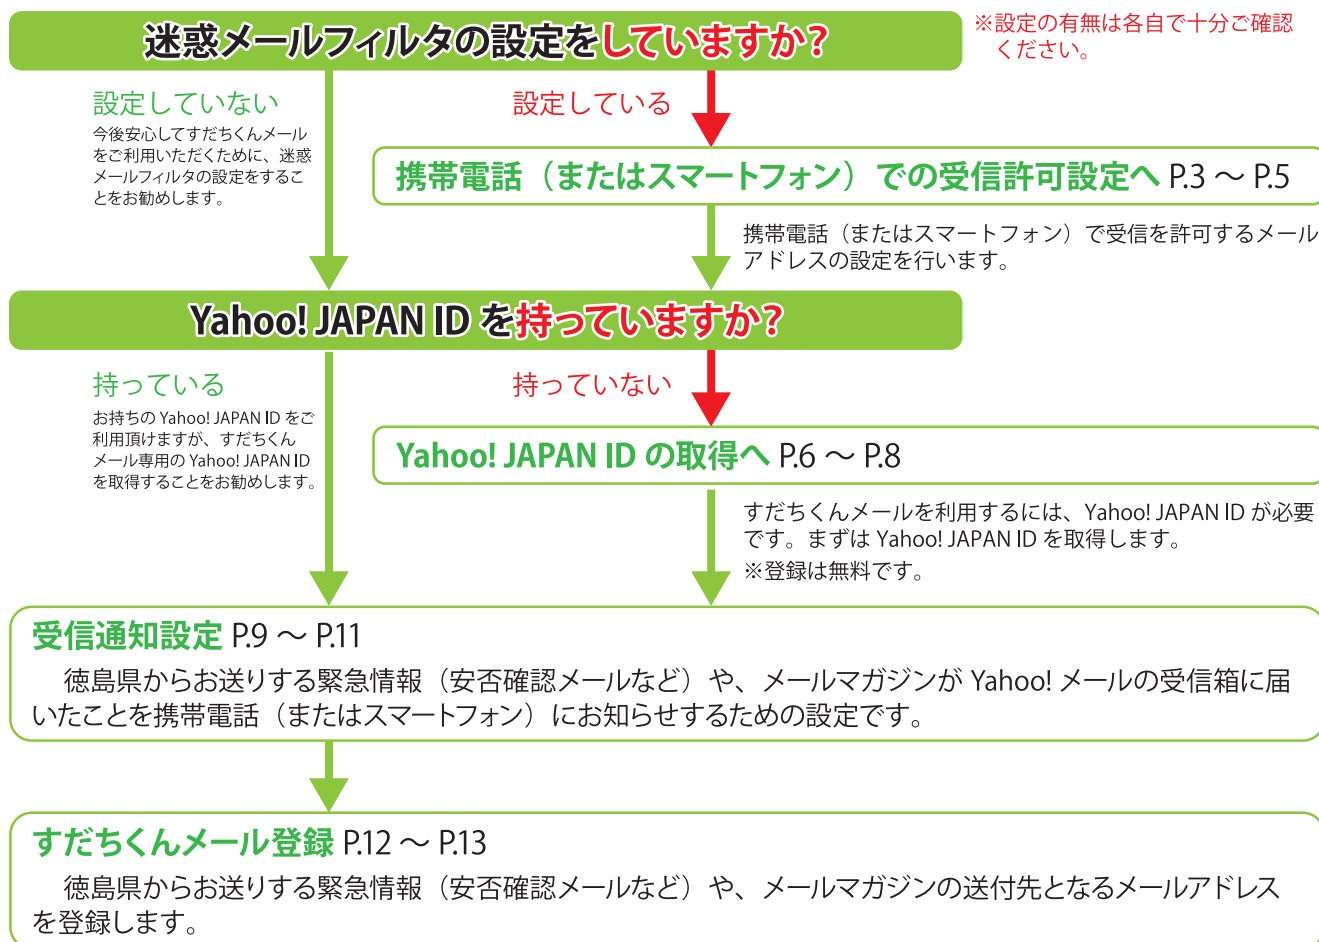 迷惑メールフィルタの設定をしていますか？
※設定の有無は各自で十分ご確認
ください。
設定していない
今後安心してすだちくんメール
をご利用いただくために、迷惑
メールフィルタの設定をするこ
とをお勧めします。
設定している
携帯電話（またはスマートフォン）での受信許可設定へ P.3 ～ P.5
携帯電話（またはスマートフォン）で受信を許可するメール
アドレスの設定を行います。
Yahoo! JAPAN ID を持っていますか？
持っている
お持ちの Yahoo! JAPAN ID をご
利用頂けますが、すだちくん
メール専用の Yahoo! JAPAN ID
を取得することをお勧めします。
持っていない
Yahoo! JAPAN ID の取得へ P.6 ～ P.8
すだちくんメールを利用するには、Yahoo! JAPAN ID が必要
です。まずは Yahoo! JAPAN ID を取得します。
※登録は無料です。
受信通知設定 P.9 ～ P.11
徳島県からお送りする緊急情報（安否確認メールなど）や、メールマガジンが Yahoo! メールの受信箱に届
いたことを携帯電話（またはスマートフォン）にお知らせするための設定です。
すだちくんメール登録 P.12 ～ P.13
徳島県からお送りする緊急情報（安否確認メールなど）や、メールマガジンの送付先となるメールアドレス
を登録します。